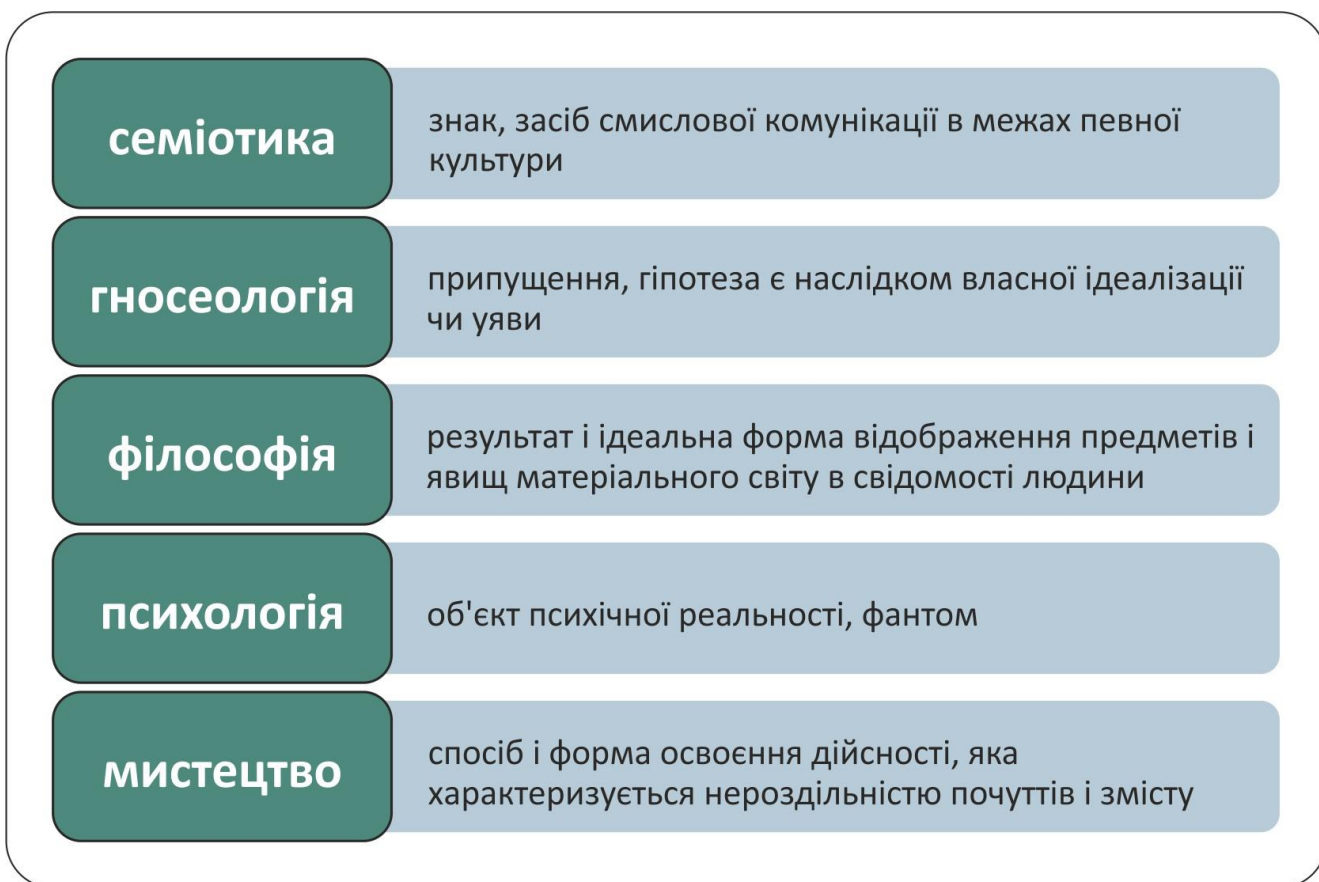 семіотика
знак, засіб смислової комунікації в межах певної
культури
гносеологія
припущення, гіпотеза є наслідком власної ідеалізації
чи уяви
філософія
результат і ідеальна форма відображення предметів і
явищ матеріального світу в свідомості людини
психологія
об'єкт психічної реальності, фантом
мистецтво
спосіб і форма освоєння дійсності, яка
характеризується нероздільністю почуттів і змісту